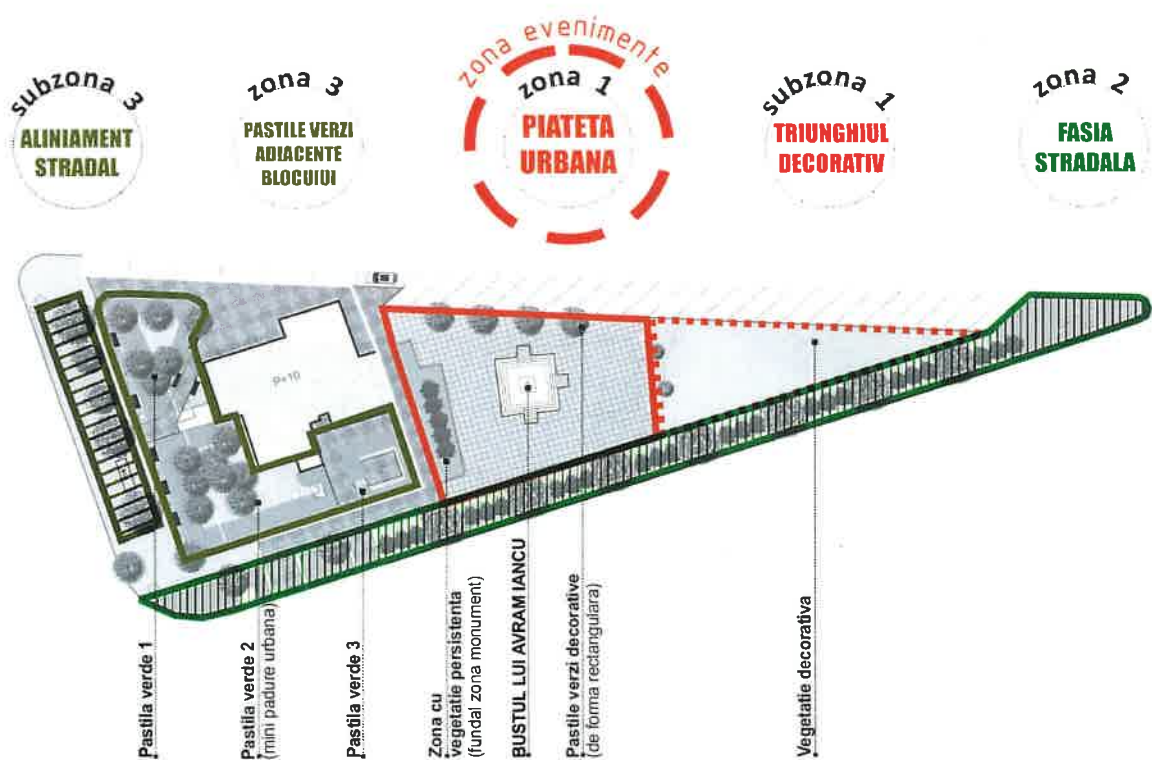 subzona 3
ALINIAMENT
STRADAL
zona 3
PASTILE VERZI
ADIACENTE
BLOCUIUI
zona evenimente
zona 1
PIATETA
URBANA
subzona 1
TRIUNGHIUL
DECORATIV
zona 2
FASIA
STRADALA
P+10
Pastila verde 1
Pastila verde 2
(mini padure urbana)
Pastila verde 3
Zona cu
vegetatie persistenta
(fundal zona monument)
BUSTUL LUI AVRAM IANCU
Pastile verzi decorative
(de forma rectangulara)
Vegetatie decorativa